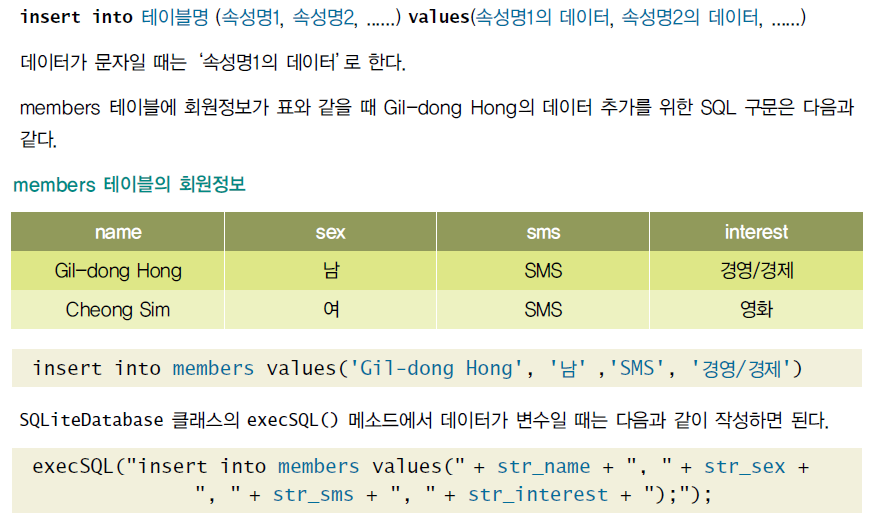 insert into 테이블명 (속성명1, 속성명2, ......) values(속성명1의 데이터, 속성명2의 데이터, ......)
데이터가 문자일 때는 ‘속성명1의 데이터’로 한다.
members 테이블에 회원정보가 표와 같을 때 Gil-dong Hong의 데이터 추가를 위한 SQL 구문은 다음과
같다.
members 테이블의 회원정보
name sex sms interest
Gil-dong Hong 남 SMS 경영/경제
Cheong Sim 여 SMS 영화
insert into members values('Gil-dong Hong', '남' ,'SMS', '경영/경제')
SQLiteDatabase 클래스의 execSQL() 메소드에서 데이터가 변수일 때는 다음과 같이 작성하면 된다.
execSQL("insert into members values(" + str_name + ", " + str_sex +
", " + str_sms + ", " + str_interest + ");");